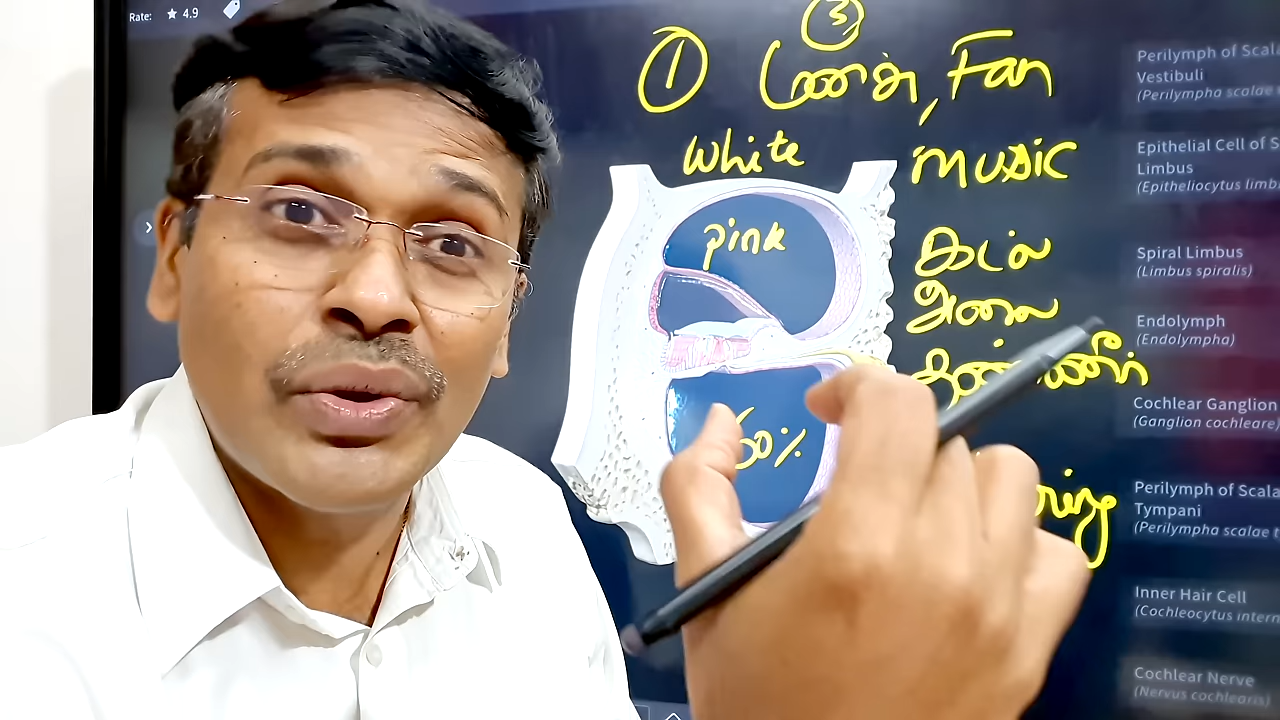 Rate: ★ 4.9
③
① , Fan
white
music
pink
கடல்
அலை
தண்ணீர்
60%
Perilymph of Scala
Vestibuli
(Perilympha scalae
Epithelial Cell of S
Limbus
(Epitheliocytus limb
Spiral Limbus
(Limbus spiralis)
Endolymph
(Endolympha)
Cochlear Ganglion
(Ganglion cochleare)
Perilymph of Scala
Tympani
(Perilympha scalae t
Inner Hair Cell
(Cochleocytus intern
Cochlear Nerve
(Nervus cochlearis)